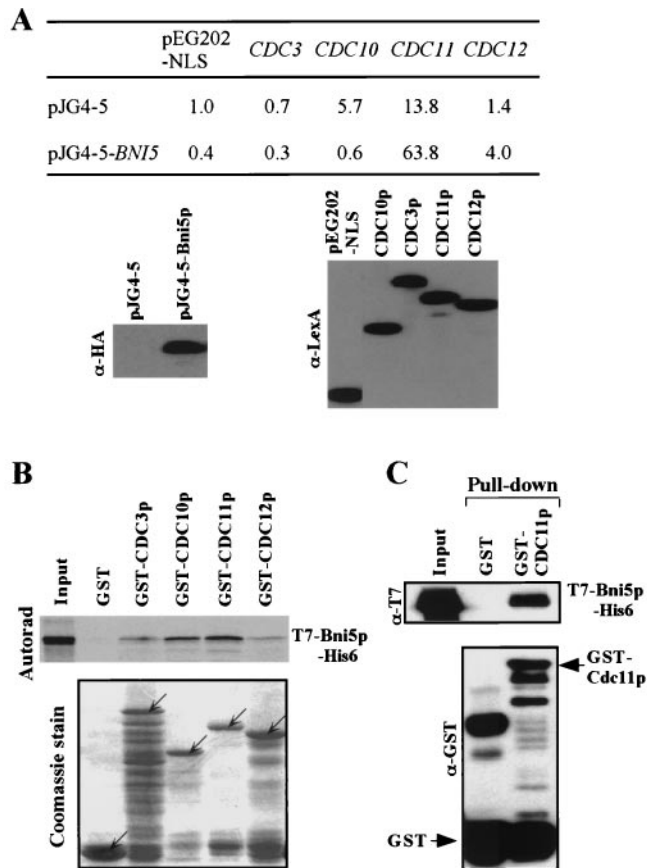 A
pEG202 -NLS CDC3 CDC10 CDC11 CDC12
pJG4-5 1.0 0.7 5.7 13.8 1.4
pJG4-5-BNI5 0.4 0.3 0.6 63.8 4.0
pJG4-5
pJG4-5-Bni5p
α-HA
pEG202
-NLS
CDC10p
CDC3p
CDC11p
CDC12p
α-LexA
B
Input
GST
GST-CDC3p
GST-CDC10p
GST-CDC11p
GST-CDC12p
Autorad
T7-Bni5p
-His6
Coomassie stain
C
Pull-down
Input
GST
GST-
CDC11p
α-T7
T7-Bni5p
-His6
α-GST
GST-
Cdc11p
GST